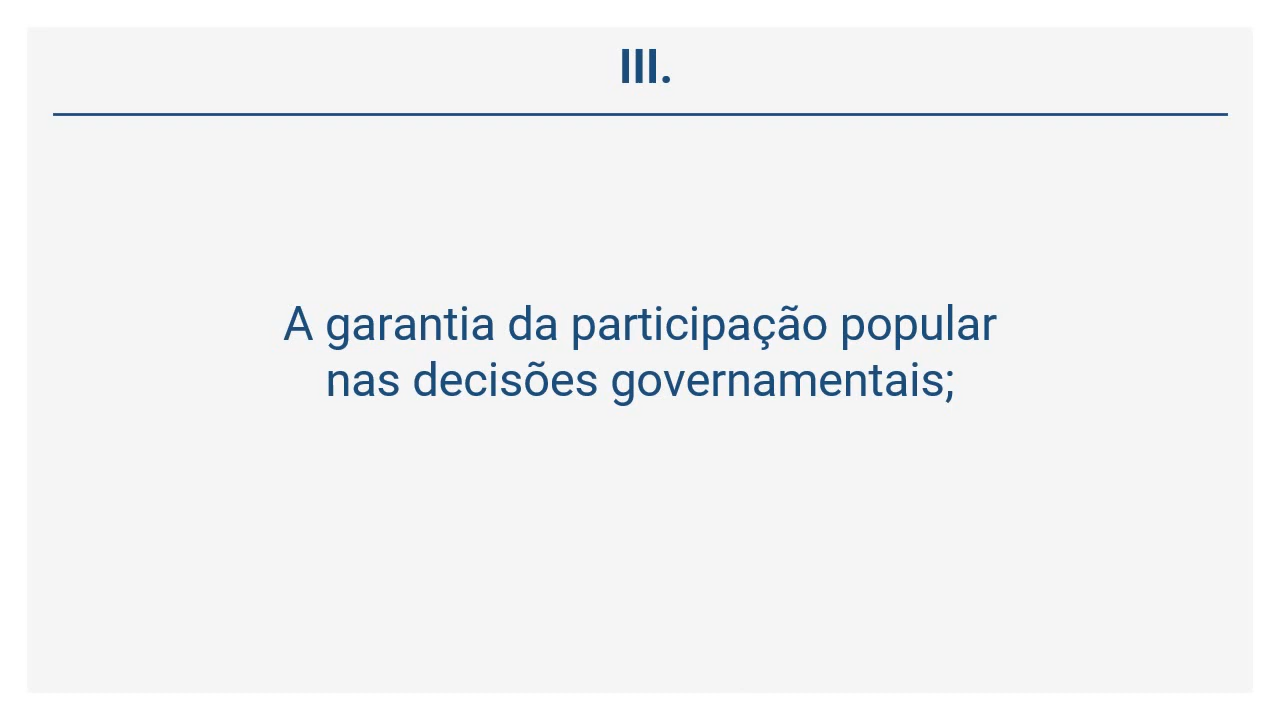 III.
A garantia da participação popular
nas decisões governamentais;